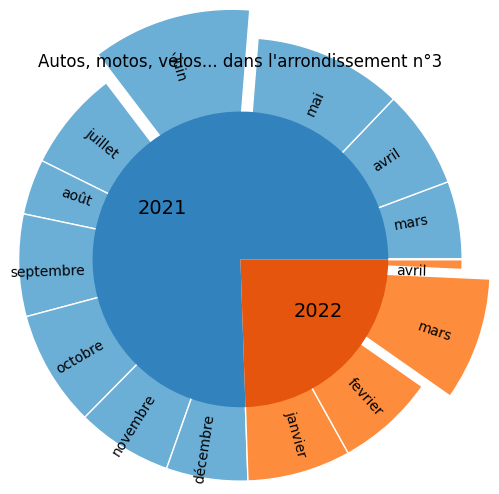 Autos, motos, vélos... dans l'arrondissement n°3
juin
mai
juillet
avril
août
mars
2021
septembre
avril
2022
mars
octobre
fevrier
novembre
janvier
décembre